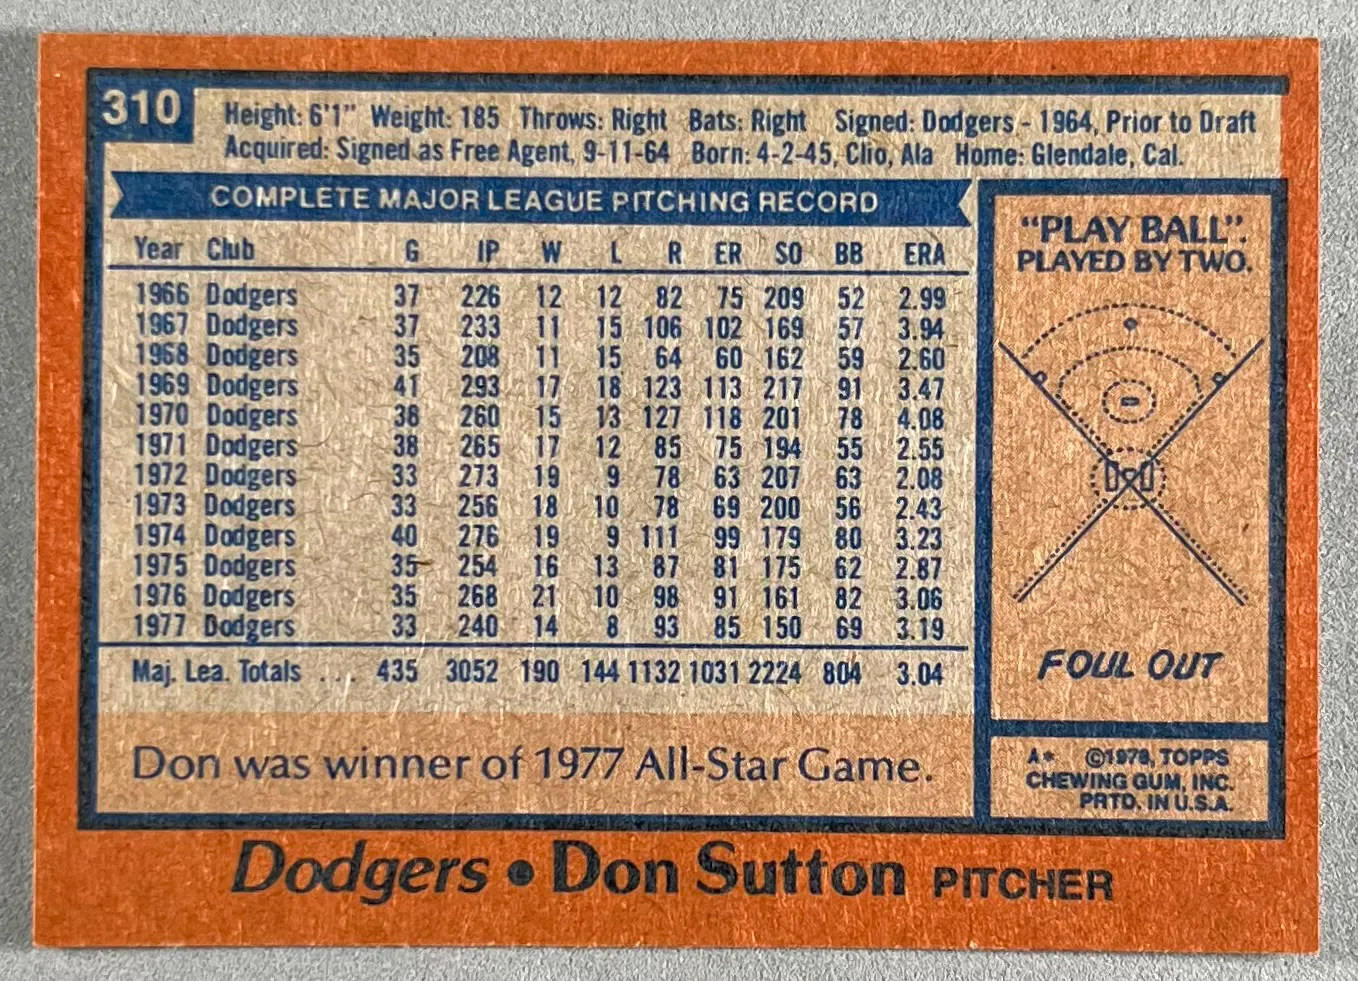 310
Height: 6'1" Weight: 185 Throws: Right Bats: Right Signed: Dodgers - 1964, Prior to Draft
Acquired: Signed as Free Agent, 9-11-64 Born: 4-2-45, Clio, Ala Home: Glendale, Cal.
COMPLETE MAJOR LEAGUE PITCHING RECORD
Year Club G IP W L R ER SO BB ERA
1966 Dodgers 37 226 12 12 82 75 209 52 2.99
1967 Dodgers 37 233 11 15 106 102 169 57 3.94
1968 Dodgers 35 208 11 15 64 60 162 59 2.60
1969 Dodgers 41 293 17 18 123 113 217 91 3.47
1970 Dodgers 38 260 15 13 127 118 201 78 4.08
1971 Dodgers 38 265 17 12 85 75 194 55 2.55
1972 Dodgers 33 273 19 9 78 63 207 63 2.08
1973 Dodgers 33 256 18 10 78 69 200 56 2.43
1974 Dodgers 40 276 19 9 111 99 179 80 3.23
1975 Dodgers 35 254 16 13 87 81 175 62 2.87
1976 Dodgers 35 268 21 10 98 91 161 82 3.06
1977 Dodgers 33 240 14 8 93 85 150 69 3.19
Maj. Lea. Totals ... 435 3052 190 144 1132 1031 2224 804 3.04
Don was winner of 1977 All-Star Game.
"PLAY BALL".
PLAYED BY TWO.
FOUL OUT
A* ©1978, TOPPS
CHEWING GUM, INC.
PRTD. IN U.S.A.
Dodgers • Don Sutton PITCHER